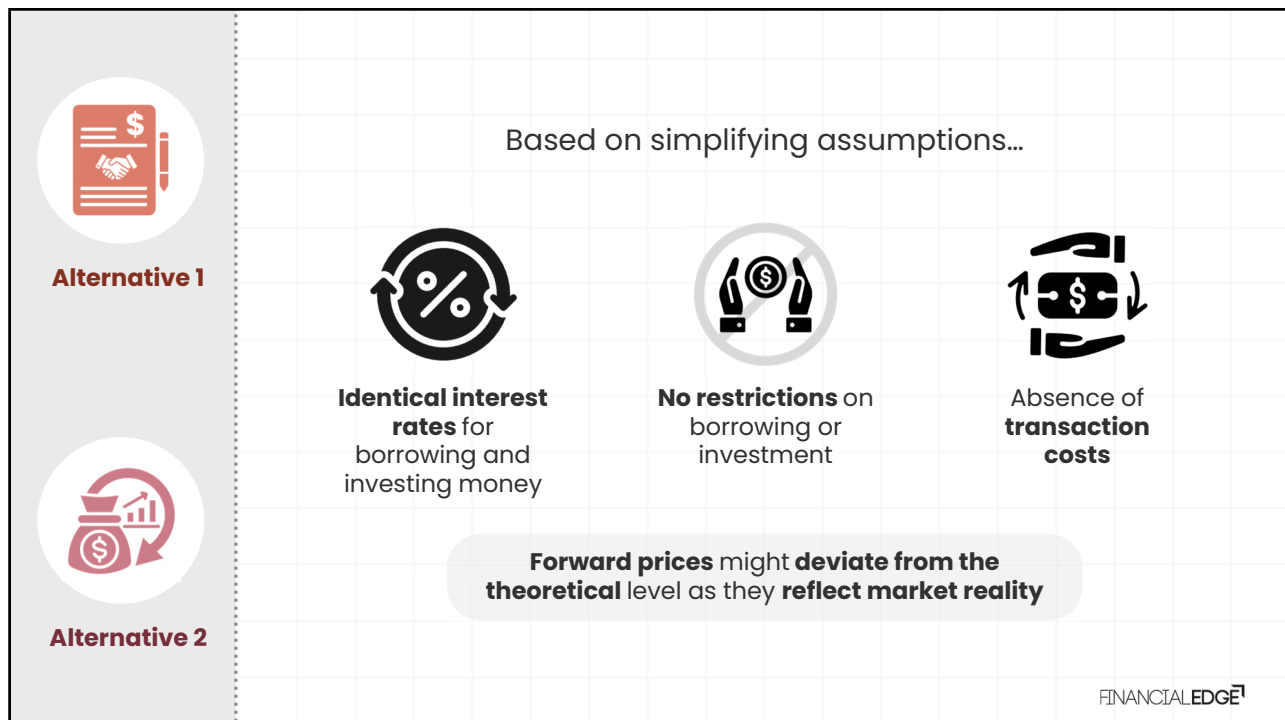 Alternative 1
Alternative 2
Based on simplifying assumptions…
Identical interest
rates for
borrowing and
investing money
No restrictions on
borrowing or
investment
Absence of
transaction
costs
Forward prices might deviate from the
theoretical level as they reflect market reality
FINANCIALEDGE